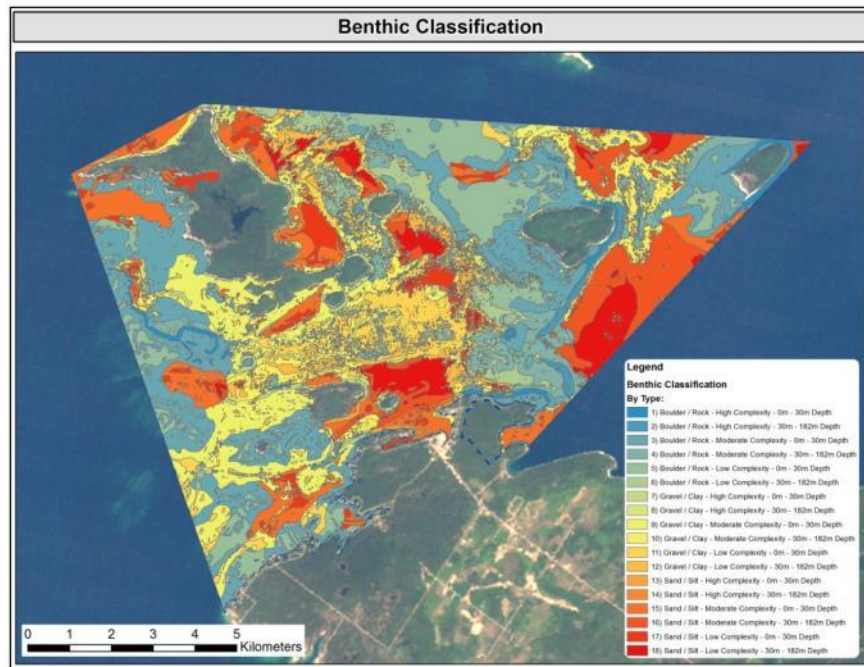 Benthic Classification
Legend
Benthic Classification
By Type:
1) Boulder / Rock - High Complexity - 0m - 30m Depth
2) Boulder / Rock - High Complexity - 30m - 182m Depth
3) Boulder / Rock - Moderate Complexity - 0m - 30m Depth
4) Boulder / Rock - Moderate Complexity - 30m - 182m Depth
5) Boulder / Rock - Low Complexity - 0m - 30m Depth
6) Boulder / Rock - Low Complexity - 30m - 182m Depth
7) Gravel / Clay - High Complexity - 0m - 30m Depth
8) Gravel / Clay - High Complexity - 30m - 182m Depth
9) Gravel / Clay - Moderate Complexity - 0m - 30m Depth
10) Gravel / Clay - Moderate Complexity - 30m - 182m Depth
11) Gravel / Clay - Low Complexity - 0m - 30m Depth
12) Gravel / Clay - Low Complexity - 30m - 182m Depth
13) Sand / Silt - High Complexity - 0m - 30m Depth
14) Sand / Silt - High Complexity - 30m - 182m Depth
15) Sand / Silt - Moderate Complexity - 0m - 30m Depth
16) Sand / Silt - Moderate Complexity - 30m - 182m Depth
17) Sand / Silt - Low Complexity - 0m - 30m Depth
18) Sand / Silt - Low Complexity - 30m - 182m Depth
0 1 2 3 4 5
Kilometers